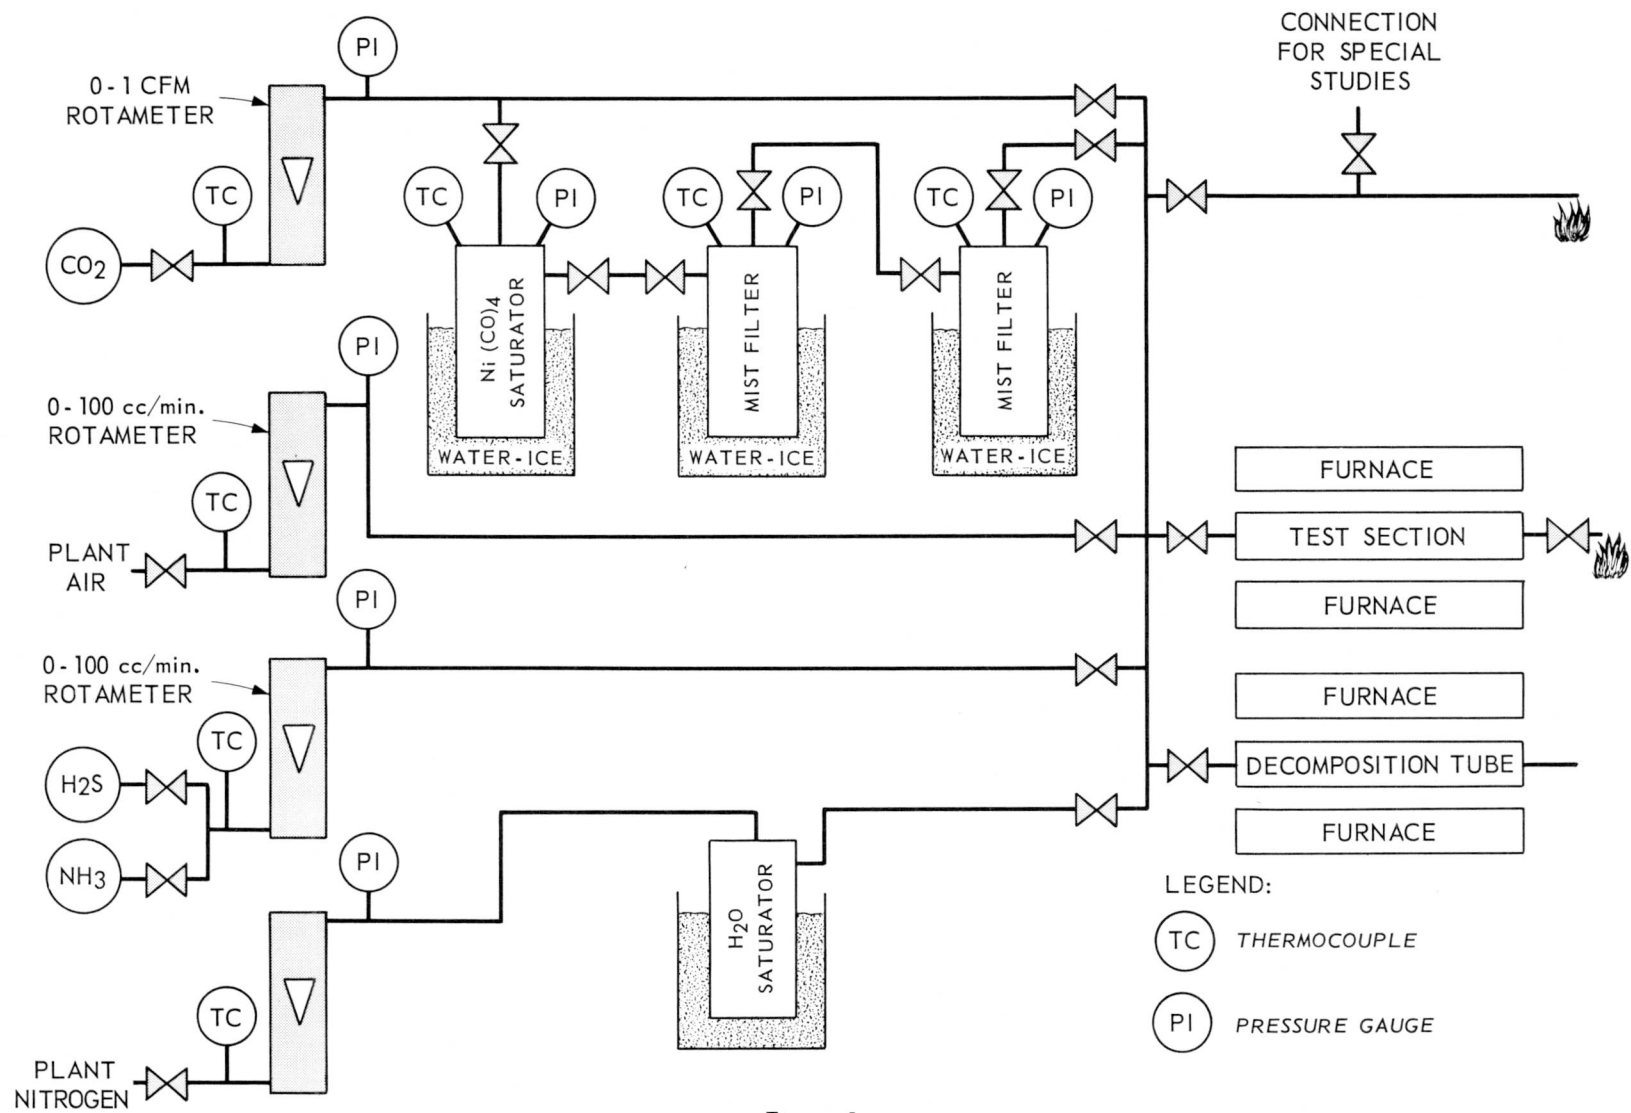 CONNECTION
FOR SPECIAL
STUDIES
PI
0-1 CFM
ROTAMETER
TC
CO2
TC
PI
TC
PI
TC
PI
Ni (CO)4
SATURATOR
MIST FILTER
MIST FILTER
WATER-ICE
WATER-ICE
WATER-ICE
PI
0-100 cc/min.
ROTAMETER
TC
PLANT
AIR
FURNACE
TEST SECTION
FURNACE
PI
0-100 cc/min.
ROTAMETER
TC
H2S
NH3
FURNACE
DECOMPOSITION TUBE
FURNACE
PI
H2O
SATURATOR
TC
PLANT
NITROGEN
LEGEND:
TC THERMOCOUPLE
PI PRESSURE GAUGE